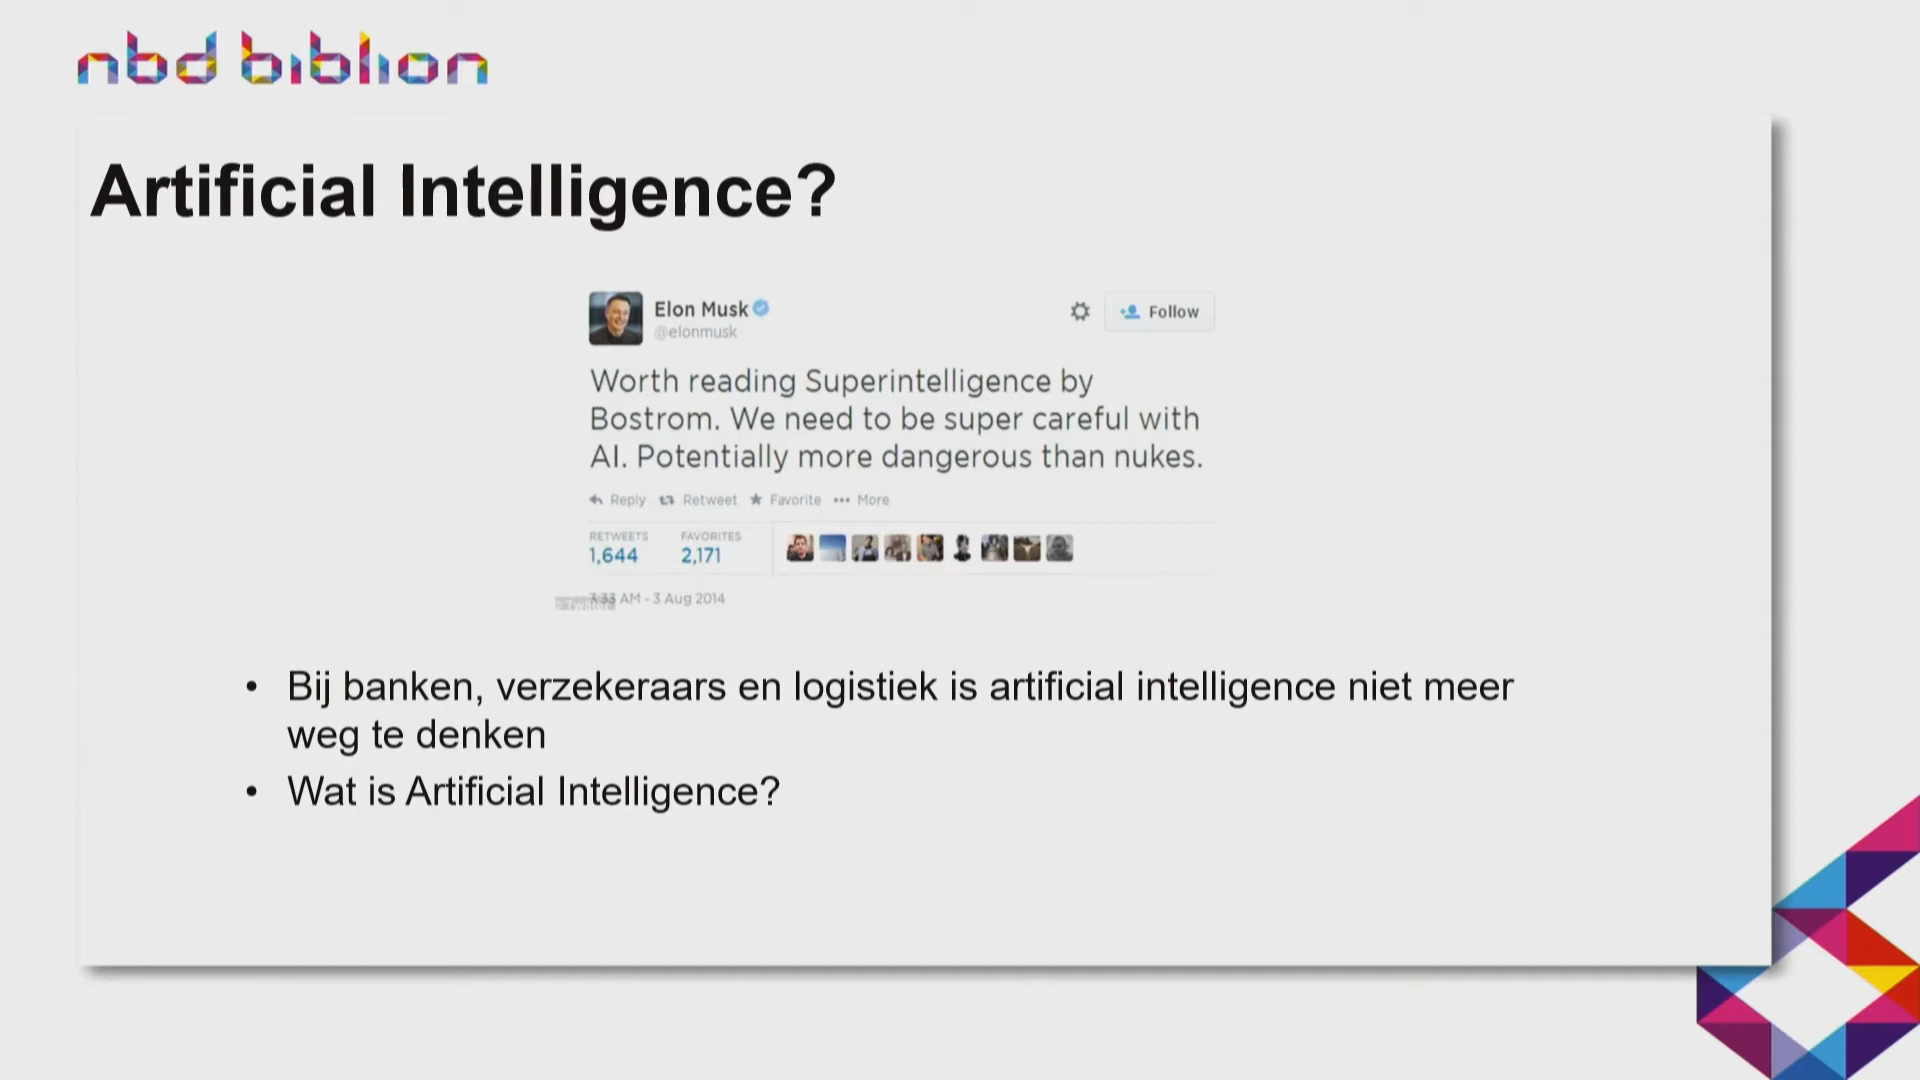 nbd biblion
Artificial Intelligence?
Elon Musk
@elonmusk
Follow
Worth reading Superintelligence by
Bostrom. We need to be super careful with
AI. Potentially more dangerous than nukes.
Reply Retweet Favorite More
RETWEETS FAVORITES
1,644 2,171
3:33 AM - 3 Aug 2014
• Bij banken, verzekeraars en logistiek is artificial intelligence niet meer
weg te denken
• Wat is Artificial Intelligence?